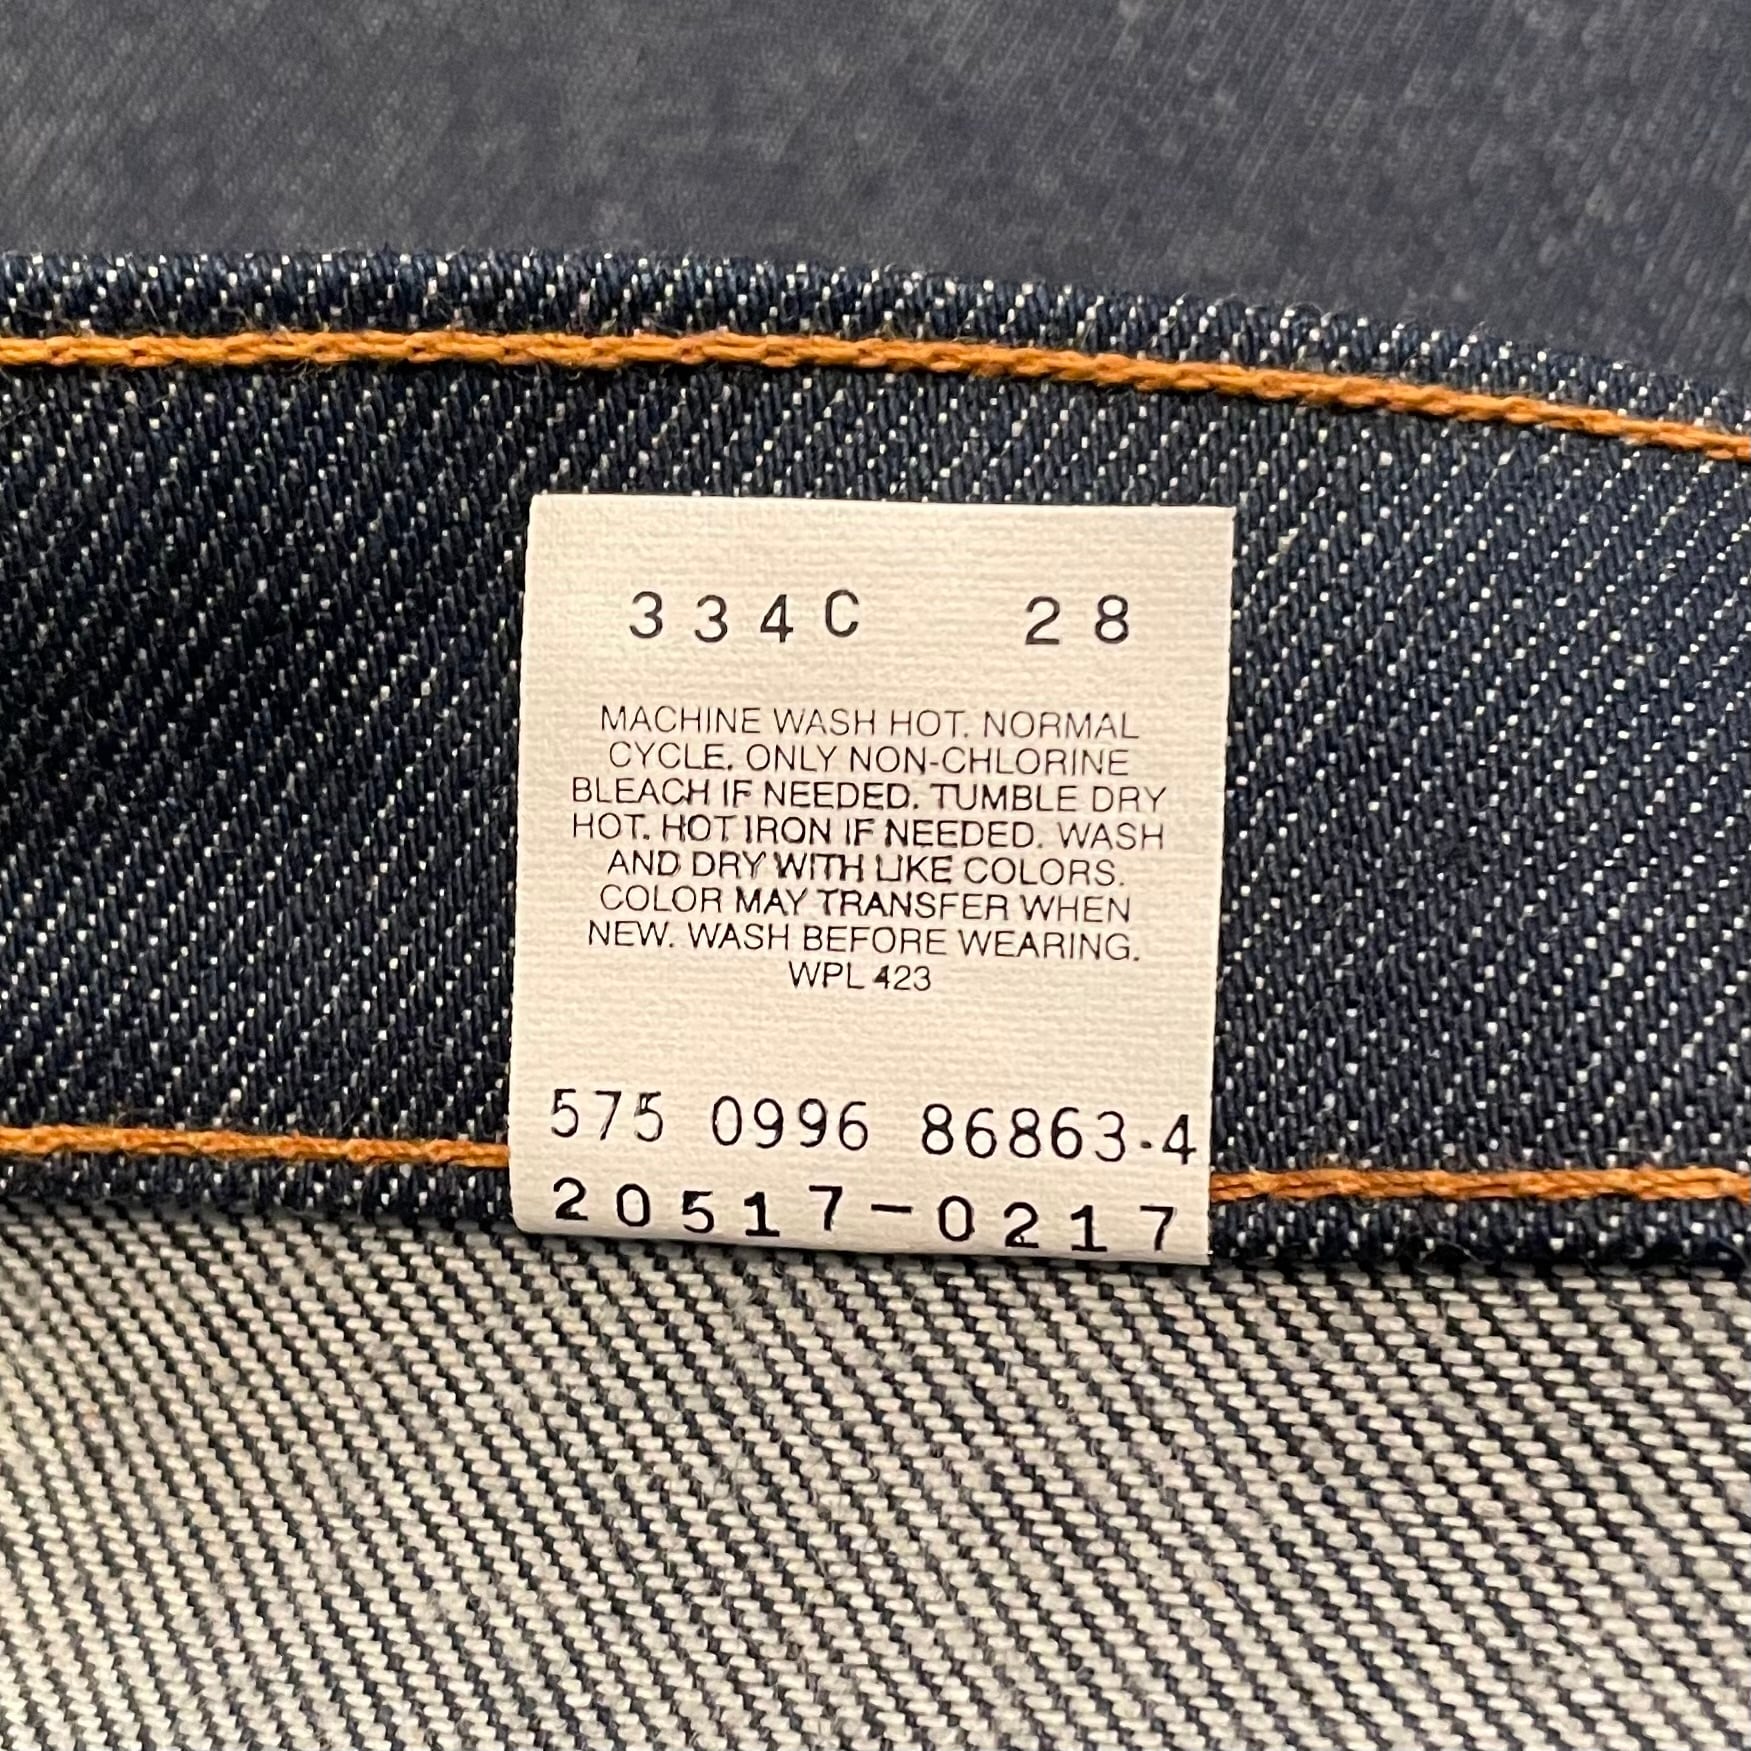 334C 28
MACHINE WASH HOT. NORMAL
CYCLE. ONLY NON-CHLORINE
BLEACH IF NEEDED. TUMBLE DRY
HOT. HOT IRON IF NEEDED. WASH
AND DRY WITH LIKE COLORS.
COLOR MAY TRANSFER WHEN
NEW. WASH BEFORE WEARING.
WPL 423
575 0996 86863-4
20517-0217